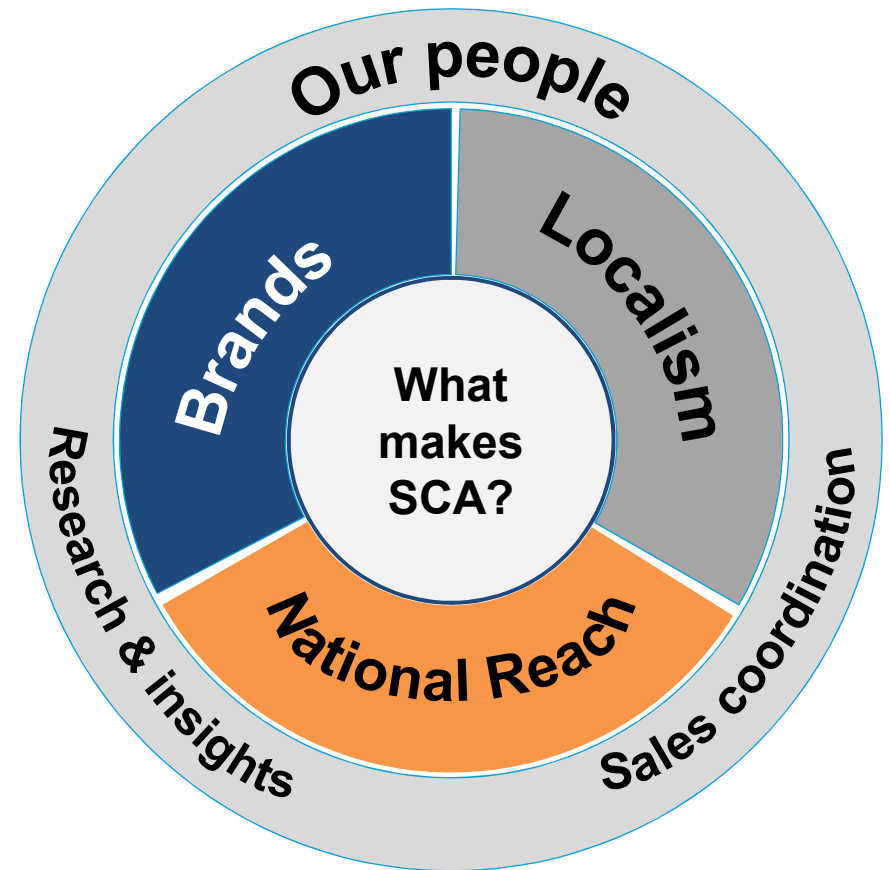 Our people
Brands
Localism
What
makes
SCA?
National Reach
Research & insights
Sales coordination